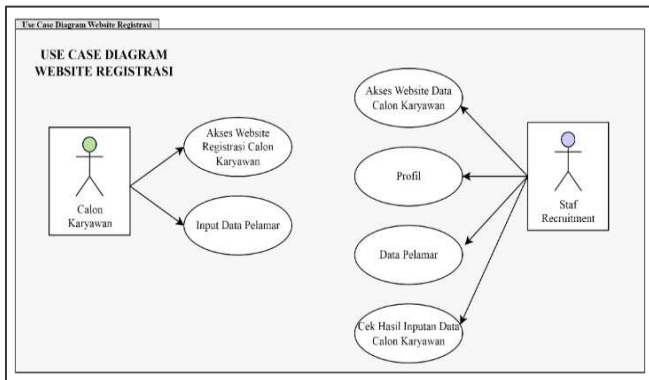 Use Case Diagram Website Registrasi
USE CASE DIAGRAM
WEBSITE REGISTRASI
Calon
Karyawan
Akses Website
Registrasi Calon
Karyawan
Input Data Pelamar
Akses Website Data
Calon Karyawan
Profil
Data Pelamar
Cek Hasil Inputan Data
Calon Karyawan
Staf
Recruitment